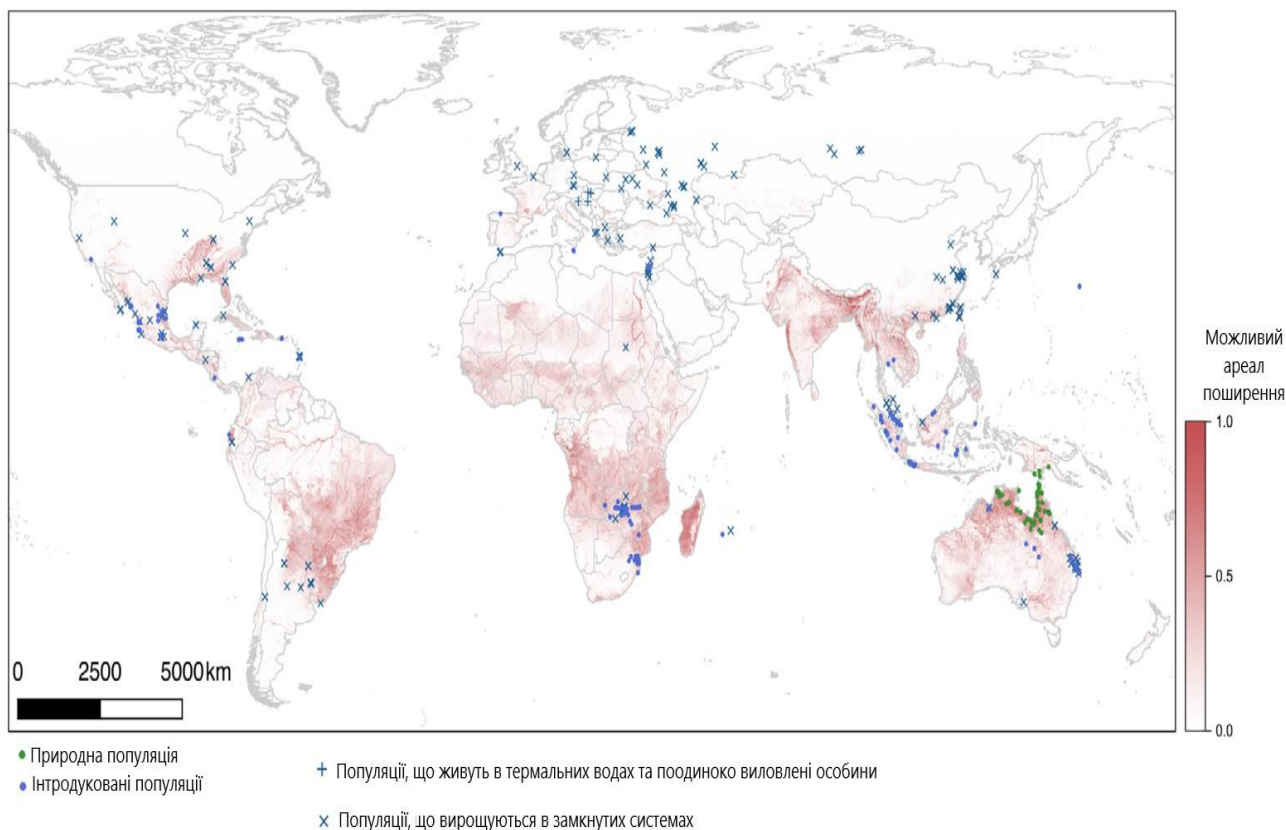 Можливий
ареал
поширення
1.0
0.5
0.0
0 2500 5000km
Природна популяція
Інтродуковані популяції
Популяції, що живуть в термальних водах та поодиноко виловлені особини
Популяції, що вирощуються в замкнутих системах